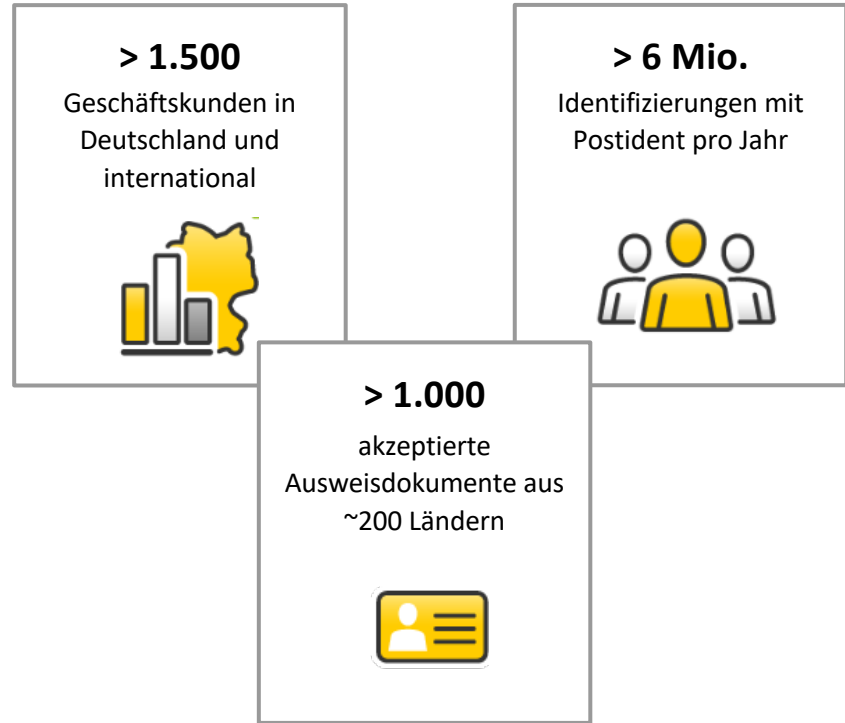 > 1.500
Geschäftskunden in
Deutschland und
international
> 6 Mio.
Identifizierungen mit
Postident pro Jahr
> 1.000
akzeptierte
Ausweisdokumente aus
~200 Ländern